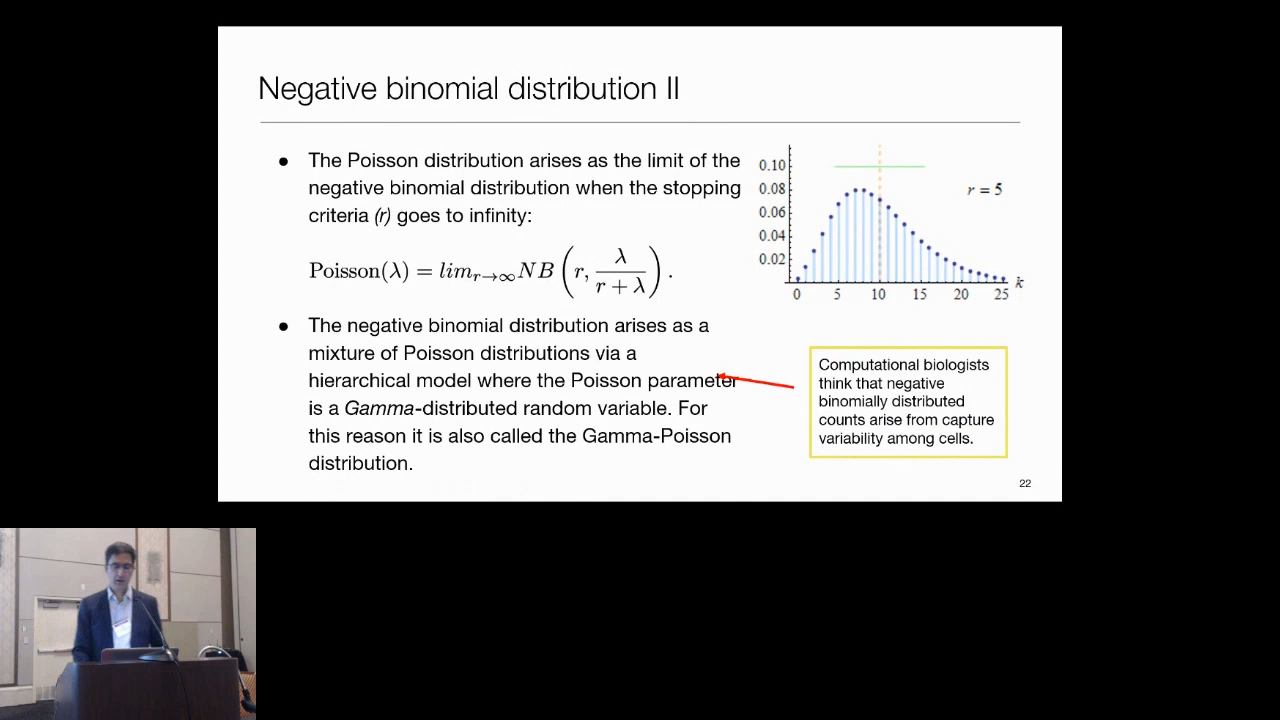 Negative binomial distribution II
● The Poisson distribution arises as the limit of the
negative binomial distribution when the stopping
criteria (r) goes to infinity:
Poisson(λ) = lim_{r→∞} NB (r, λ/(r + λ)).
● The negative binomial distribution arises as a
mixture of Poisson distributions via a
hierarchical model where the Poisson parameter
is a Gamma-distributed random variable. For
this reason it is also called the Gamma-Poisson
distribution.
0.10
0.08
0.06
0.04
0.02
r = 5
0 5 10 15 20 25 k
Computational biologists
think that negative
binomially distributed
counts arise from capture
variability among cells.
22